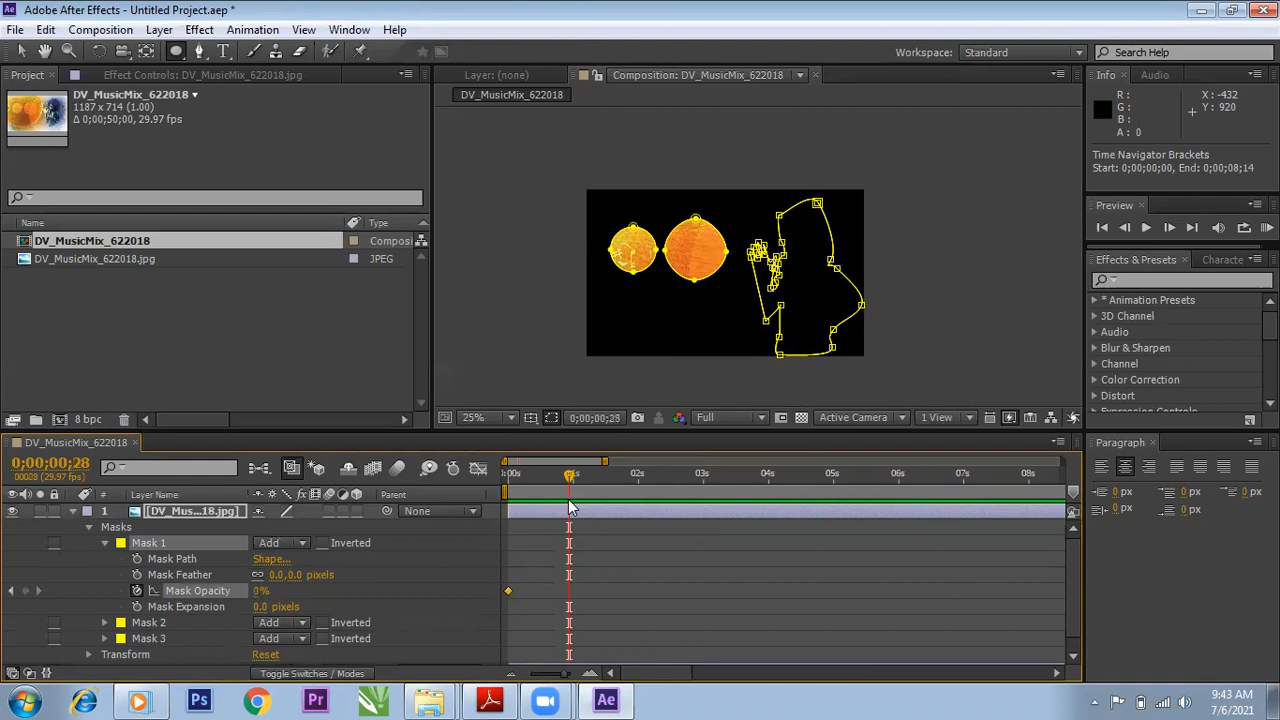 Adobe After Effects - Untitled Project.aep *
File Edit Composition Layer Effect Animation View Window Help
Workspace: Standard Search Help
Project Effect Controls: DV_MusicMix_622018.jpg
Layer: (none) Composition: DV_MusicMix_622018
Info Audio
DV_MusicMix_622018
1187 x 714 (1.00)
Δ 0;00;50;00, 29.97 fps
DV_MusicMix_622018
R :
G :
B :
A : 0
X : -432
Y : 920
Time Navigator Brackets
Start: 0;00;00;00, End: 0;00;08;14
Preview
Name Type
DV_MusicMix_622018 Compos
DV_MusicMix_622018.jpg JPEG
Effects & Presets Characte
* Animation Presets
3D Channel
Audio
Blur & Sharpen
Channel
Color Correction
Distort
8 bpc
25% 0;00;00;28 Full Active Camera 1 View
DV_MusicMix_622018
0;00;00;28
00028 (29.97 fps)
02s 03s 04s 05s 06s 07s 08s
# Layer Name Parent
1 [DV_Mus...18.jpg] None
Masks
Mask 1 Add Inverted
Mask Path Shape...
Mask Feather 0.0,0.0 pixels
Mask Opacity 0%
Mask Expansion 0.0 pixels
Mask 2 Add Inverted
Mask 3 Add Inverted
Transform Reset
Toggle Switches / Modes
Paragraph
0 px 0 px 0 px
0 px 0 px
Ps Pr Ae
9:43 AM
7/6/2021